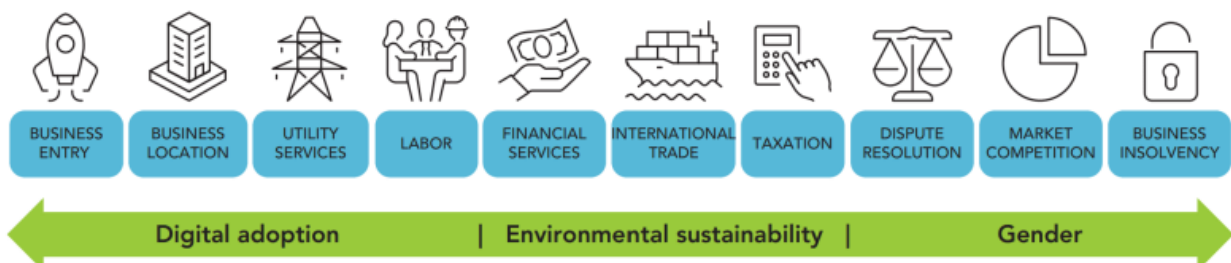 BUSINESS
ENTRY
BUSINESS
LOCATION
UTILITY
SERVICES
LABOR
FINANCIAL
SERVICES
INTERNATIONAL
TRADE
TAXATION
DISPUTE
RESOLUTION
MARKET
COMPETITION
BUSINESS
INSOLVENCY
Digital adoption | Environmental sustainability | Gender